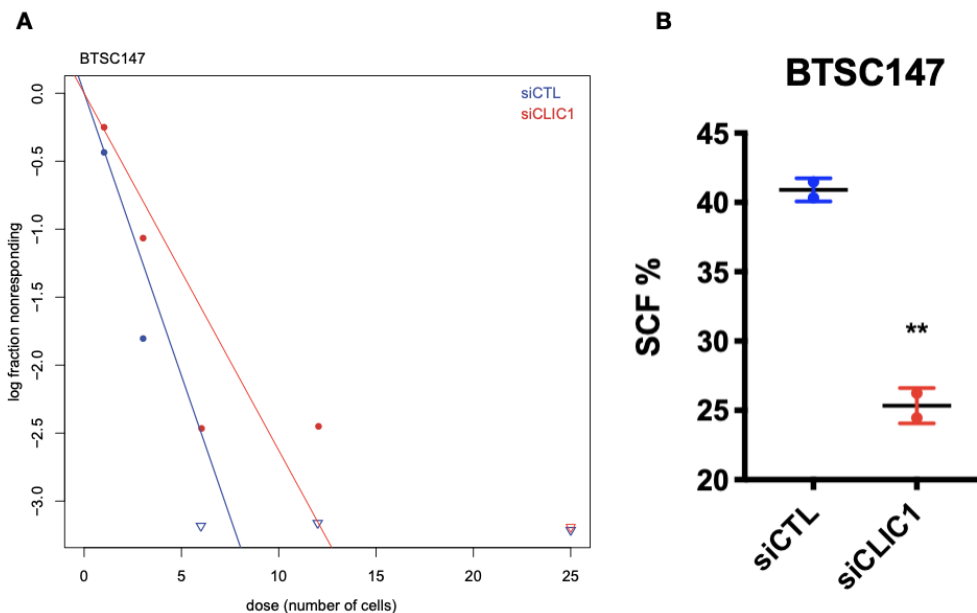 A
BTSC147
siCTL
siCLIC1
log fraction nonresponding
0.0
−0.5
−1.0
−1.5
−2.0
−2.5
−3.0
0 5 10 15 20 25
dose (number of cells)
B
BTSC147
SCF %
45
40
35
30
25
20
**
siCTL
siCLIC1